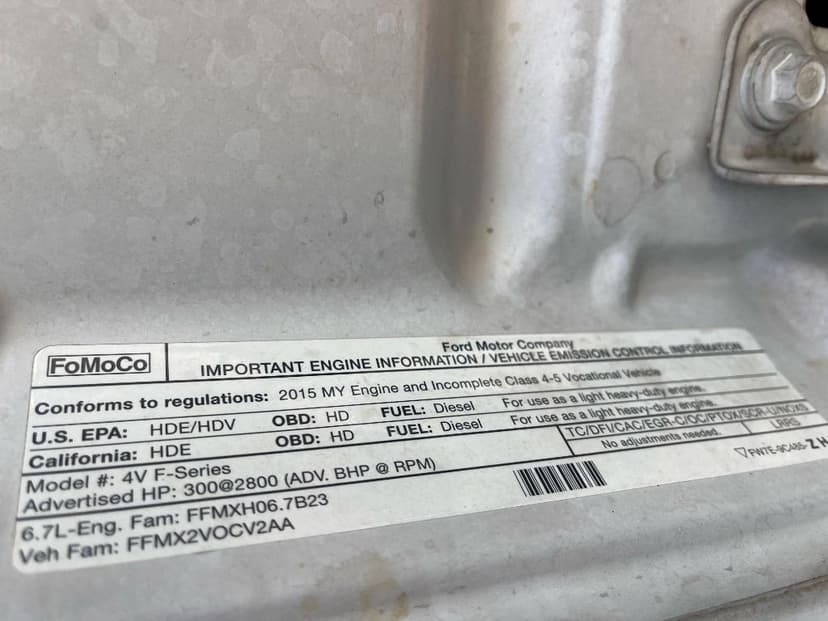 FoMoCo
Ford Motor Company
IMPORTANT ENGINE INFORMATION / VEHICLE EMISSION CONTROL INFORMATION
Conforms to regulations: 2015 MY Engine and Incomplete Class 4-5 Vocational Vehicle
U.S. EPA: HDE/HDV OBD: HD FUEL: Diesel For use as a light heavy-duty engine.
California: HDE OBD: HD FUEL: Diesel For use as a light heavy-duty engine.
Model #: 4V F-Series TC/DFI/CAC/EGR-C/OC/PTOX/SCR-U/NOXS
Advertised HP: 300@2800 (ADV. BHP @ RPM) No adjustments needed. LRRS
6.7L-Eng. Fam: FFMXH06.7B23 FW7E-9C485-ZH
Veh Fam: FFMX2VOCV2AA